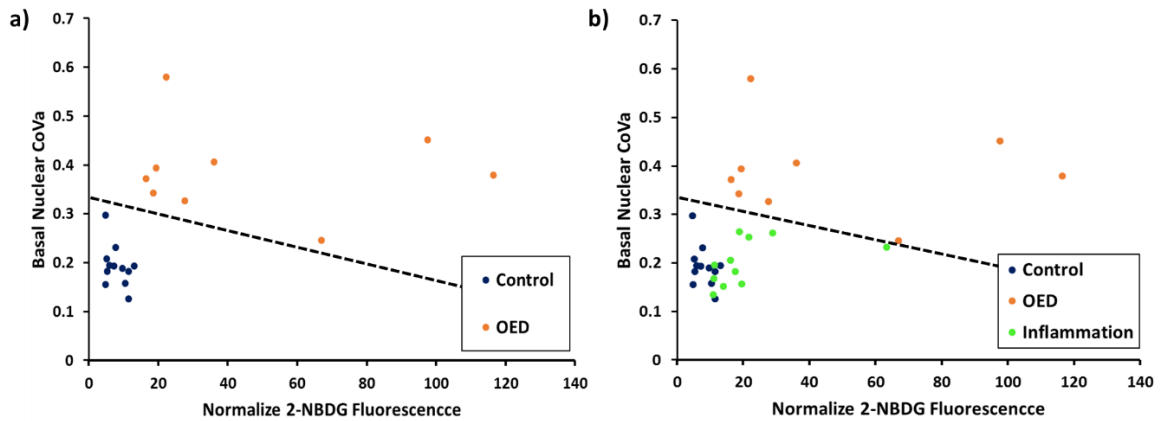 a)
Basal Nuclear CoVa
0.7
0.6
0.5
0.4
0.3
0.2
0.1
0
0 20 40 60 80 100 120 140
Normalize 2-NBDG Fluorescencce
Control
OED
b)
Basal Nuclear CoVa
0.7
0.6
0.5
0.4
0.3
0.2
0.1
0
0 20 40 60 80 100 120 140
Normalize 2-NBDG Fluorescencce
Control
OED
Inflammation